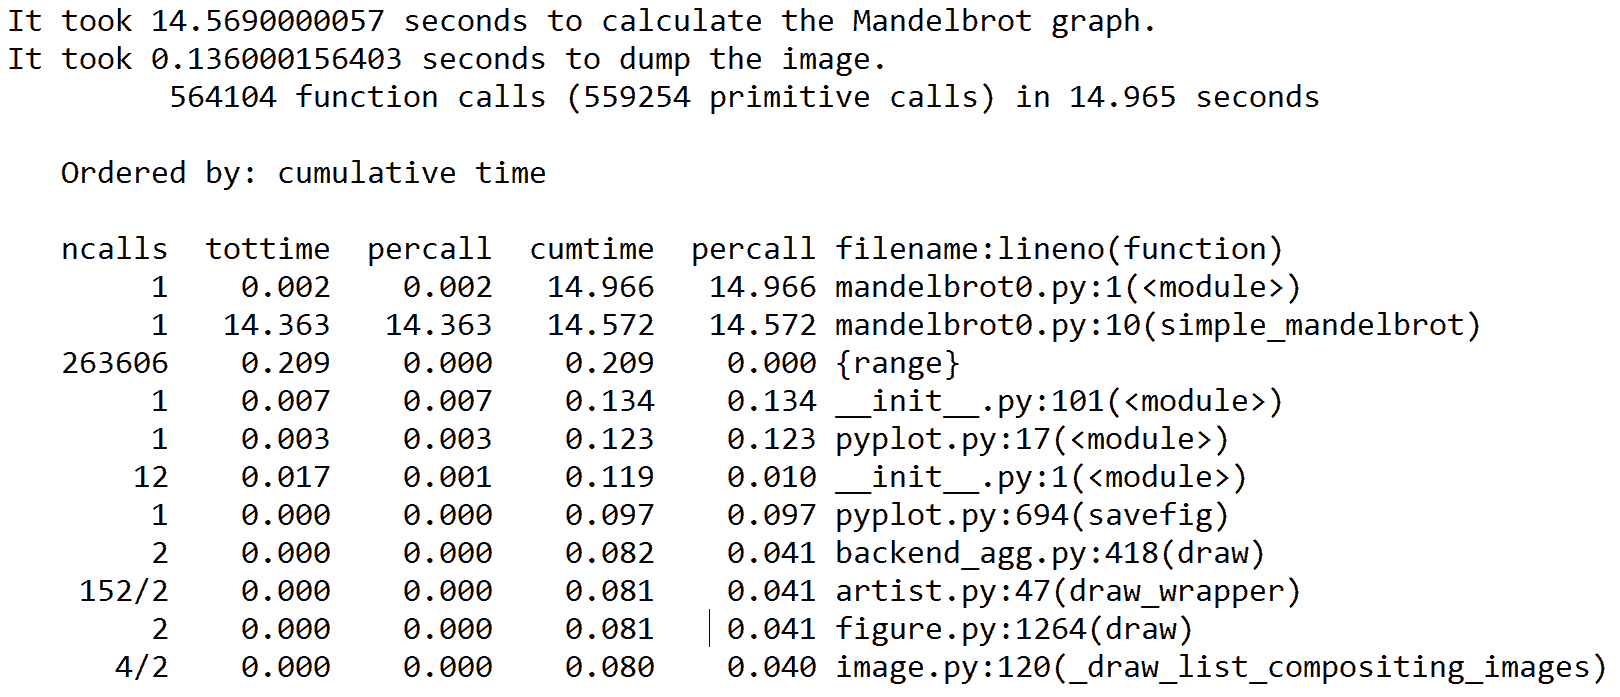 It took 14.5690000057 seconds to calculate the Mandelbrot graph.
It took 0.136000156403 seconds to dump the image.
         564104 function calls (559254 primitive calls) in 14.965 seconds

   Ordered by: cumulative time

   ncalls  tottime  percall  cumtime  percall filename:lineno(function)
        1    0.002    0.002   14.966   14.966 mandelbrot0.py:1(<module>)
        1   14.363   14.363   14.572   14.572 mandelbrot0.py:10(simple_mandelbrot)
   263606    0.209    0.000    0.209    0.000 {range}
        1    0.007    0.007    0.134    0.134 __init__.py:101(<module>)
        1    0.003    0.003    0.123    0.123 pyplot.py:17(<module>)
       12    0.017    0.001    0.119    0.010 __init__.py:1(<module>)
        1    0.000    0.000    0.097    0.097 pyplot.py:694(savefig)
        2    0.000    0.000    0.082    0.041 backend_agg.py:418(draw)
    152/2    0.000    0.000    0.081    0.041 artist.py:47(draw_wrapper)
        2    0.000    0.000    0.081    0.041 figure.py:1264(draw)
      4/2    0.000    0.000    0.080    0.040 image.py:120(_draw_list_compositing_images)